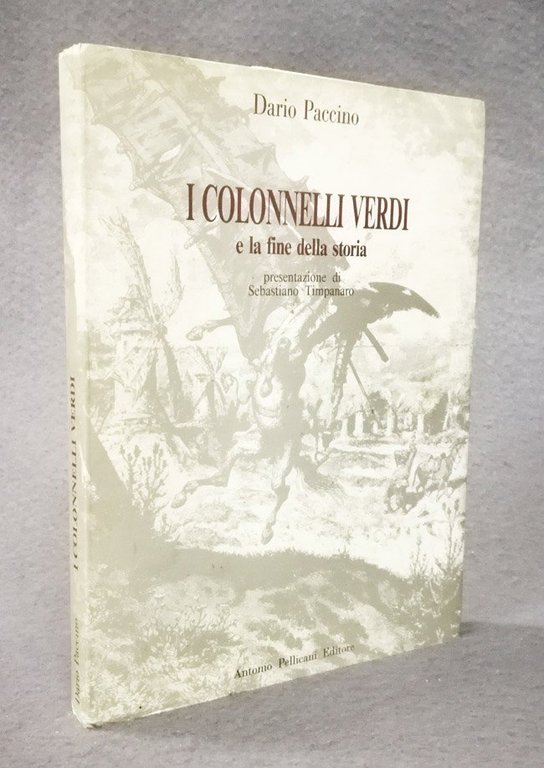 Dario Paccino
I COLONNELLI VERDI
e la fine della storia
presentazione di
Sebastiano Timpanaro
Antonio Pellicani Editore
Dario Paccino I COLONNELLI VERDI